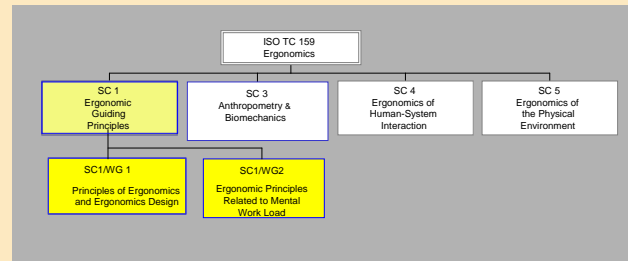 ISO TC 159
Ergonomics
SC 1
Ergonomic
Guiding
Principles
SC 3
Anthropometry &
Biomechanics
SC 4
Ergonomics of
Human-System
Interaction
SC 5
Ergonomics of
the Physical
Environment
SC1/WG 1
Principles of Ergonomics
and Ergonomics Design
SC1/WG2
Ergonomic Principles
Related to Mental
Work Load